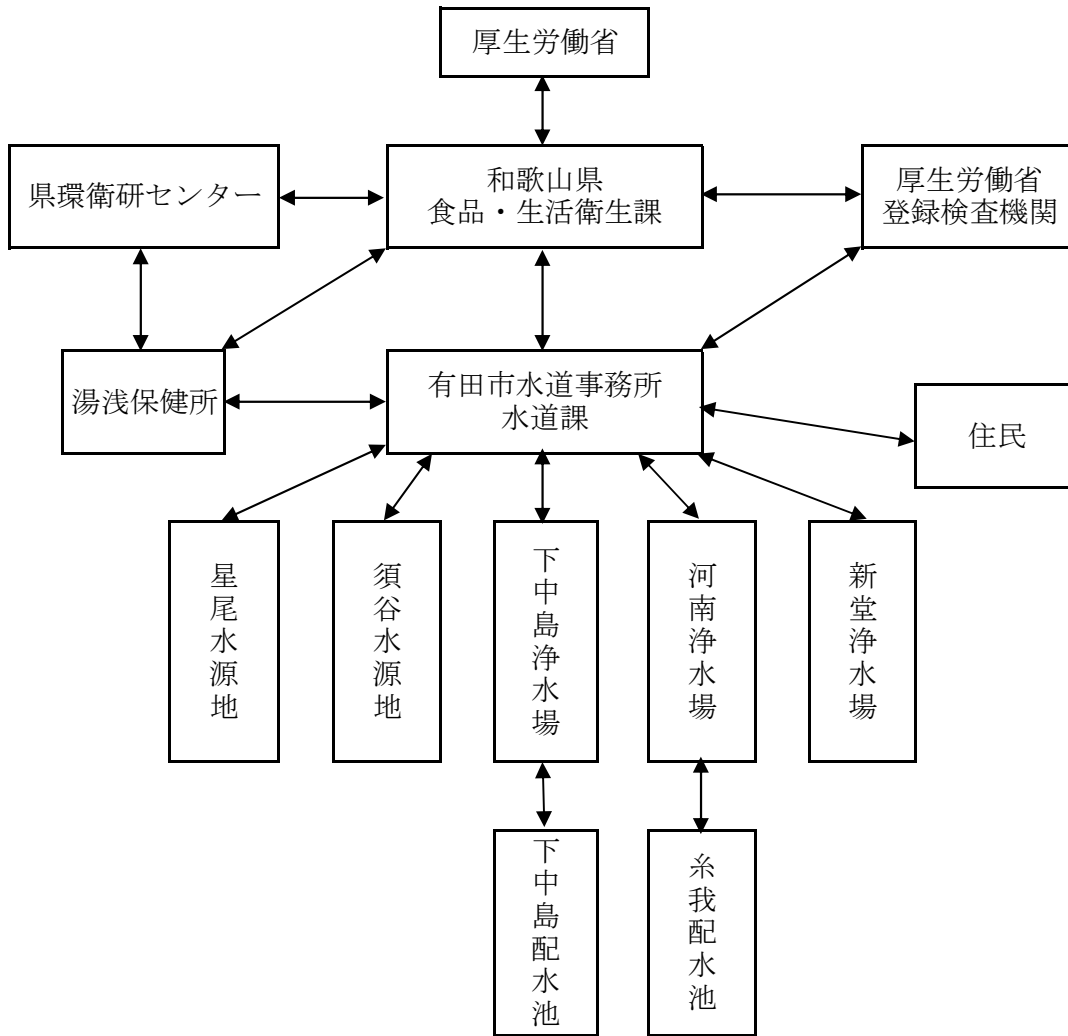 厚生労働省
県環衛研センター
和歌山県
食品・生活衛生課
厚生労働省
登録検査機関
湯浅保健所
有田市水道事務所
水道課
住民
星尾水源地
須谷水源地
下中島浄水場
河南浄水場
新堂浄水場
下中島配水池
糸我配水池